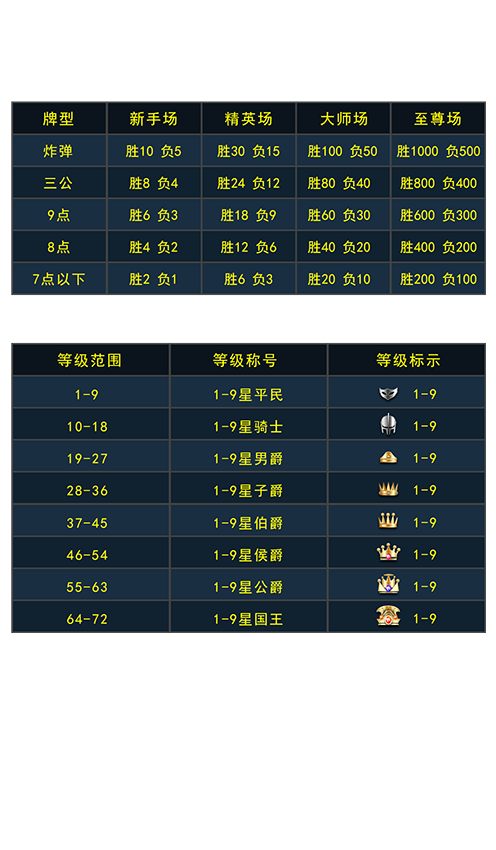 牌型 新手场 精英场 大师场 至尊场
炸弹 胜10 负5 胜30 负15 胜100 负50 胜1000 负500
三公 胜8 负4 胜24 负12 胜80 负40 胜800 负400
9点 胜6 负3 胜18 负9 胜60 负30 胜600 负300
8点 胜4 负2 胜12 负6 胜40 负20 胜400 负200
7点以下 胜2 负1 胜6 负3 胜20 负10 胜200 负100
等级范围 等级称号 等级标示
1-9 1-9星平民 1-9
10-18 1-9星骑士 1-9
19-27 1-9星男爵 1-9
28-36 1-9星子爵 1-9
37-45 1-9星伯爵 1-9
46-54 1-9星侯爵 1-9
55-63 1-9星公爵 1-9
64-72 1-9星国王 1-9